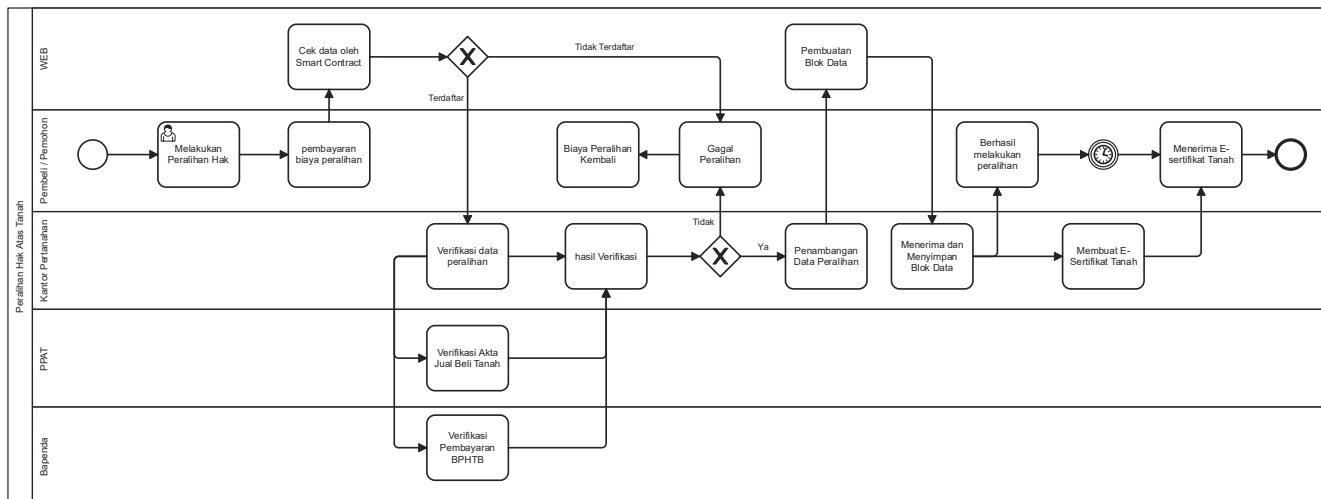 Peralihan Hak Atas Tanah
WEB
Cek data oleh
Smart Contract
Tidak Terdaftar
Terdaftar
Pembuatan
Blok Data
Pembeli / Pemohon
Melakukan
Peralihan Hak
pembayaran
biaya peralihan
Biaya Peralihan
Kembali
Gagal
Peralihan
Berhasil
melakukan
peralihan
Menerima E-
sertifikat Tanah
Kantor Pertanahan
Verifikasi data
peralihan
hasil Verifikasi
Tidak
Ya
Penambangan
Data Peralihan
Menerima dan
Menyimpan
Blok Data
Membuat E-
Sertifikat Tanah
PPAT
Verifikasi Akta
Jual Beli Tanah
Bapenda
Verifikasi
Pembayaran
BPHTB